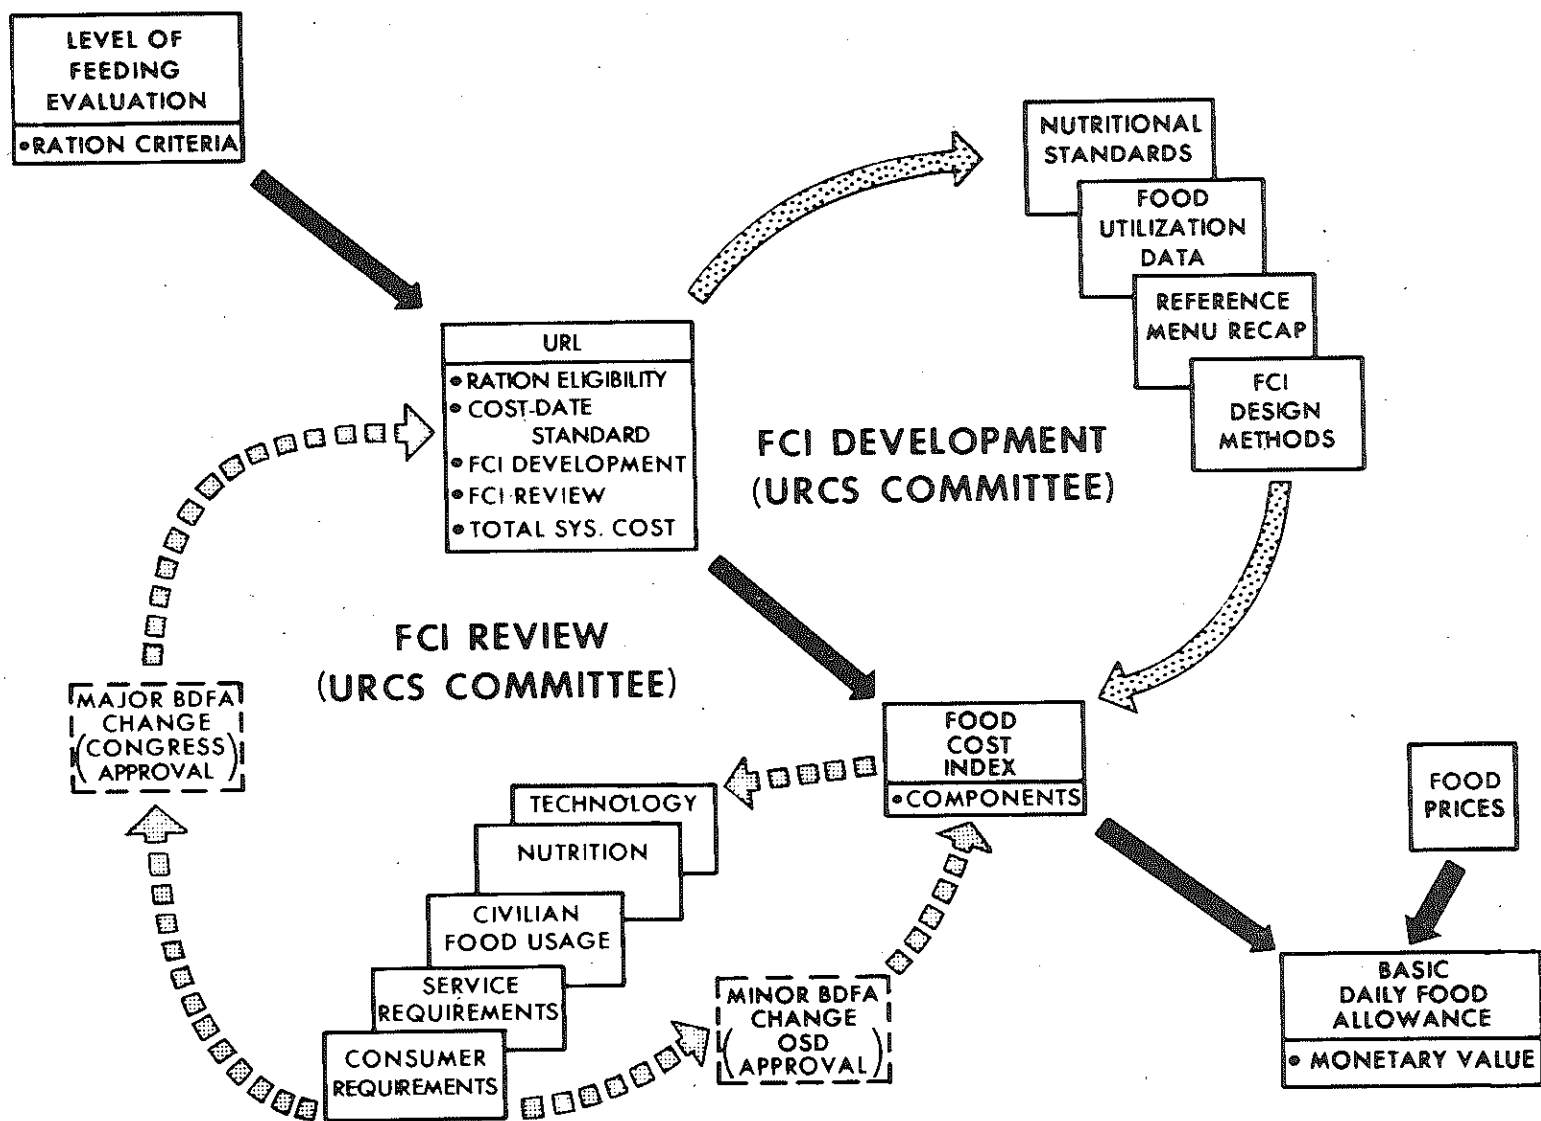 LEVEL OF
FEEDING
EVALUATION
•RATION CRITERIA
NUTRITIONAL
STANDARDS
FOOD
UTILIZATION
DATA
REFERENCE
MENU RECAP
FCI
DESIGN
METHODS
URL
•RATION ELIGIBILITY
•COST-DATE
STANDARD
•FCI DEVELOPMENT
•FCI REVIEW
•TOTAL SYS. COST
FCI DEVELOPMENT
(URCS COMMITTEE)
FCI REVIEW
(URCS COMMITTEE)
MAJOR BDFA
CHANGE
(CONGRESS
APPROVAL)
FOOD
COST
INDEX
•COMPONENTS
FOOD
PRICES
TECHNOLOGY
NUTRITION
CIVILIAN
FOOD USAGE
SERVICE
REQUIREMENTS
CONSUMER
REQUIREMENTS
MINOR BDFA
CHANGE
(OSD
APPROVAL)
BASIC
DAILY FOOD
ALLOWANCE
• MONETARY VALUE